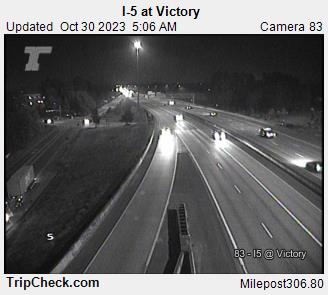 I-5 at Victory
Updated Oct 30 2023 5:06 AM Camera 83
T
S
83 - I5 @ Victory
TripCheck.com Milepost306.80